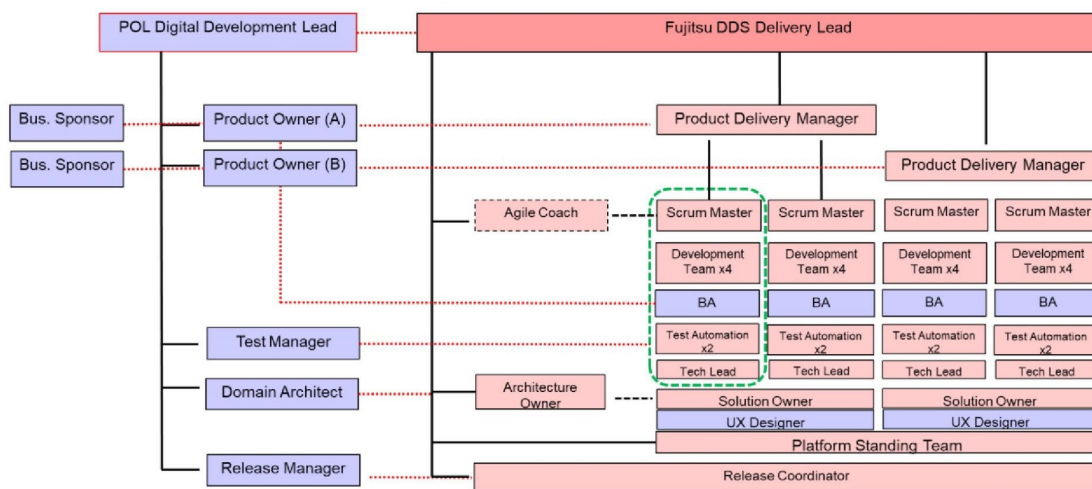 POL Digital Development Lead
Fujitsu DDS Delivery Lead
Bus. Sponsor
Product Owner (A)
Product Delivery Manager
Bus. Sponsor
Product Owner (B)
Product Delivery Manager
Agile Coach
Scrum Master
Scrum Master
Scrum Master
Scrum Master
Development
Team x4
Development
Team x4
Development
Team x4
Development
Team x4
BA
BA
BA
BA
Test Manager
Test Automation
x2
Test Automation
x2
Test Automation
x2
Test Automation
x2
Tech Lead
Tech Lead
Tech Lead
Tech Lead
Domain Architect
Architecture
Owner
Solution Owner
Solution Owner
UX Designer
UX Designer
Platform Standing Team
Release Manager
Release Coordinator